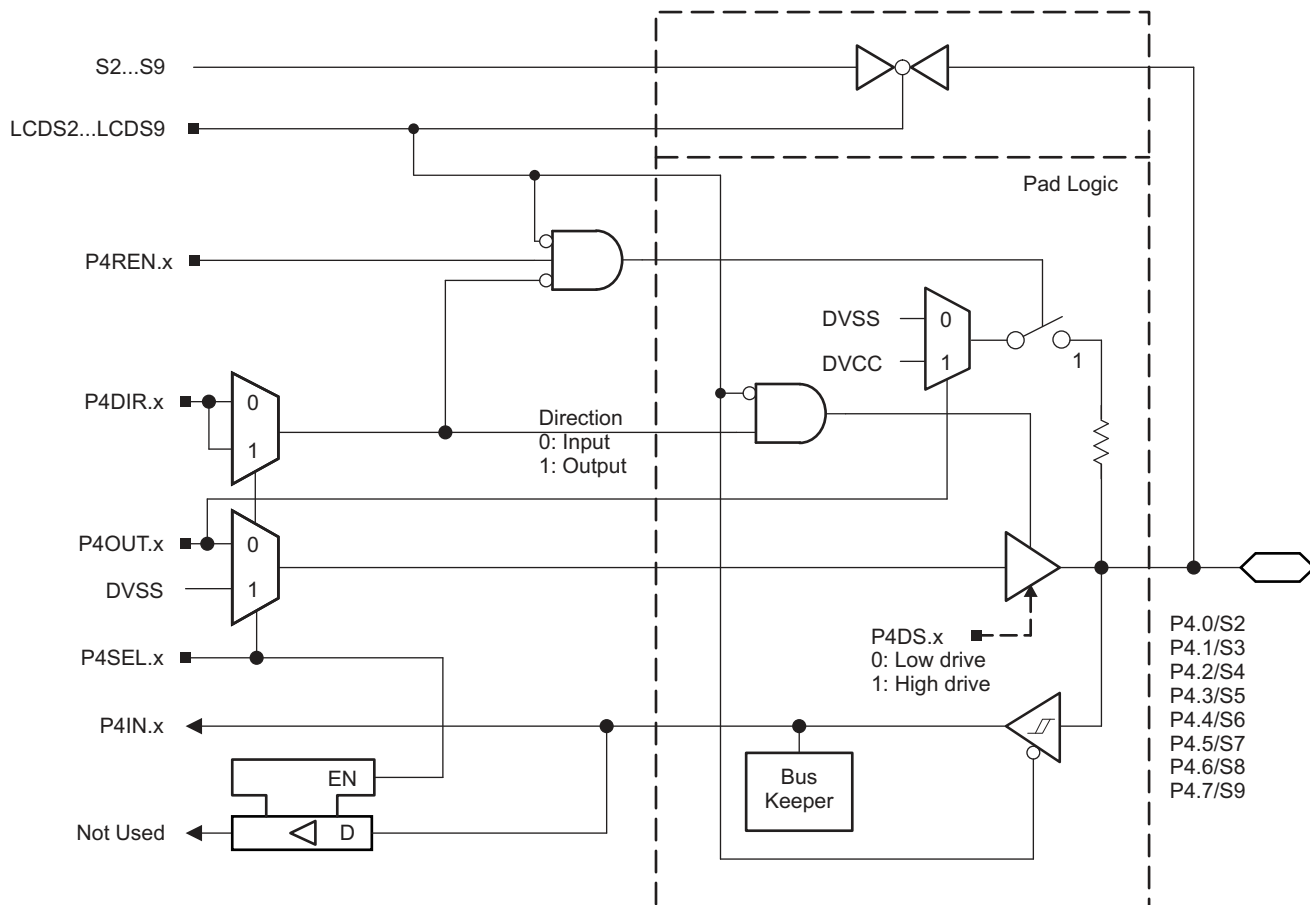 S2...S9
LCDS2...LCDS9
Pad Logic
P4REN.x
DVSS
0
DVCC
1
1
P4DIR.x
0
1
Direction
0: Input
1: Output
P4OUT.x
0
DVSS
1
P4DS.x
0: Low drive
1: High drive
P4SEL.x
P4IN.x
EN
Bus
Keeper
Not Used
D
P4.0/S2
P4.1/S3
P4.2/S4
P4.3/S5
P4.4/S6
P4.5/S7
P4.6/S8
P4.7/S9